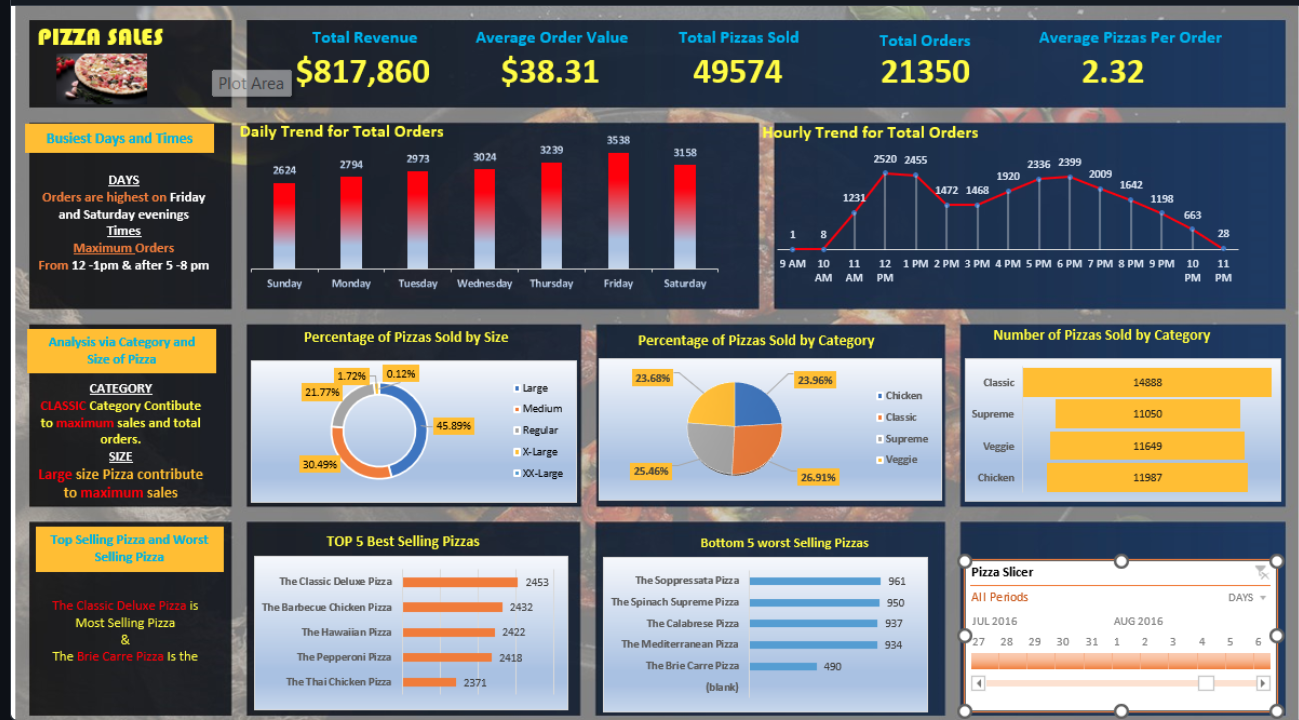 PIZZA SALES
Plot Area
Total Revenue
$817,860
Average Order Value
$38.31
Total Pizzas Sold
49574
Total Orders
21350
Average Pizzas Per Order
2.32
Busiest Days and Times
DAYS
Orders are highest on Friday
and Saturday evenings
Times
Maximum Orders
From 12 -1pm & after 5 -8 pm
Daily Trend for Total Orders
2624
2794
2973
3024
3239
3538
3158
Sunday
Monday
Tuesday
Wednesday
Thursday
Friday
Saturday
Hourly Trend for Total Orders
1
8
1231
2520
2455
1472
1468
1920
2336
2399
2009
1642
1198
663
28
9 AM
10 AM
11 AM
12 PM
1 PM
2 PM
3 PM
4 PM
5 PM
6 PM
7 PM
8 PM
9 PM
10 PM
11 PM
Analysis via Category and
Size of Pizza
CATEGORY
CLASSIC Category Contibute
to maximum sales and total
orders.
SIZE
Large size Pizza contribute
to maximum sales
Percentage of Pizzas Sold by Size
1.72%
0.12%
21.77%
45.89%
30.49%
Large
Medium
Regular
X-Large
XX-Large
Percentage of Pizzas Sold by Category
23.68%
23.96%
25.46%
26.91%
Chicken
Classic
Supreme
Veggie
Number of Pizzas Sold by Category
Classic
14888
Supreme
11050
Veggie
11649
Chicken
11987
Top Selling Pizza and Worst
Selling Pizza
The Classic Deluxe Pizza is
Most Selling Pizza
&
The Brie Carre Pizza Is the
TOP 5 Best Selling Pizzas
The Classic Deluxe Pizza
2453
The Barbecue Chicken Pizza
2432
The Hawaiian Pizza
2422
The Pepperoni Pizza
2418
The Thai Chicken Pizza
2371
Bottom 5 worst Selling Pizzas
The Soppressata Pizza
961
The Spinach Supreme Pizza
950
The Calabrese Pizza
937
The Mediterranean Pizza
934
The Brie Carre Pizza
490
(blank)
Pizza Slicer
All Periods
DAYS
JUL 2016
AUG 2016
27 28 29 30 31 1 2 3 4 5 6